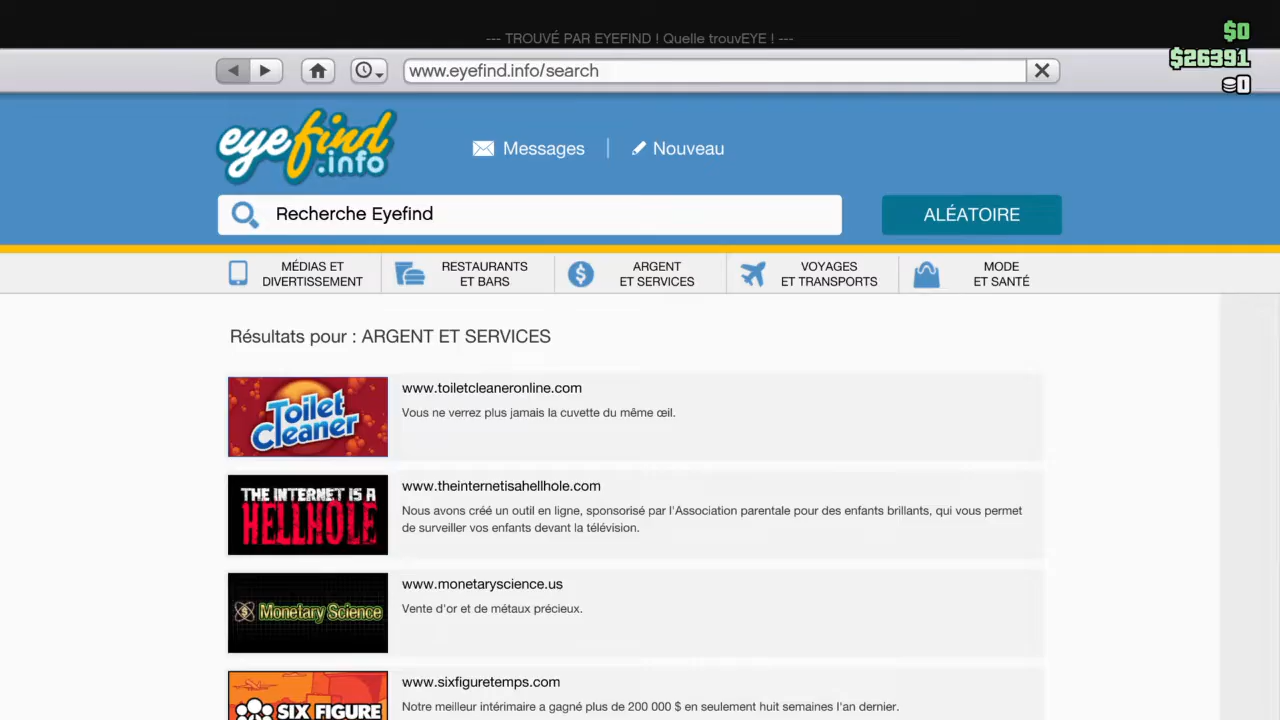 --- TROUVÉ PAR EYEFIND ! Quelle trouvEYE ! ---
$0
$26391
0
www.eyefind.info/search
eyefind
.info
Messages
Nouveau
Recherche Eyefind
ALÉATOIRE
MÉDIAS ET
DIVERTISSEMENT
RESTAURANTS
ET BARS
ARGENT
ET SERVICES
VOYAGES
ET TRANSPORTS
MODE
ET SANTÉ
Résultats pour : ARGENT ET SERVICES
Toilet
Cleaner
www.toiletcleaneronline.com
Vous ne verrez plus jamais la cuvette du même œil.
THE INTERNET IS A
HELLHOLE
www.theinternetisahellhole.com
Nous avons créé un outil en ligne, sponsorisé par l'Association parentale pour des enfants brillants, qui vous permet
de surveiller vos enfants devant la télévision.
Monetary Science
www.monetaryscience.us
Vente d'or et de métaux précieux.
SIX FIGURE
www.sixfiguretemps.com
Notre meilleur intérimaire a gagné plus de 200 000 $ en seulement huit semaines l'an dernier.